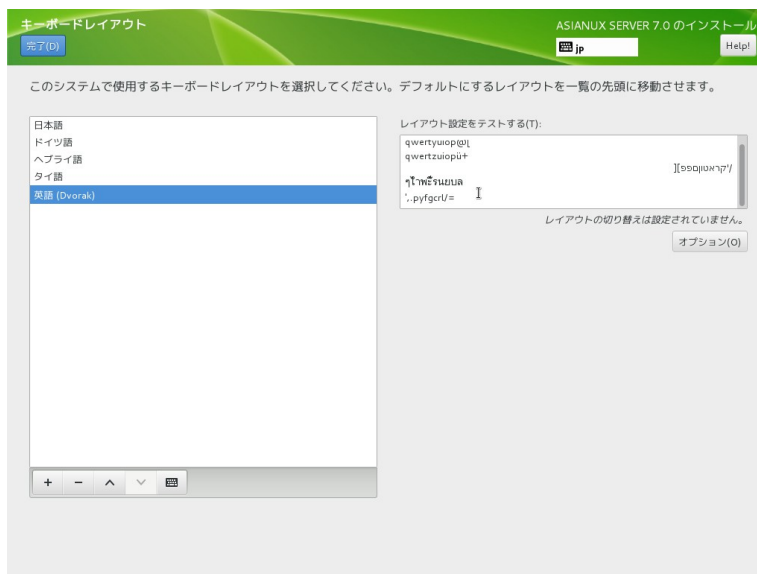 キーボードレイアウト
ASIANUX SERVER 7.0 のインストール
完了(D)
jp
Help!
このシステムで使用するキーボードレイアウトを選択してください。デフォルトにするレイアウトを一覧の先頭に移動させます。
日本語
ドイツ語
ヘブライ語
タイ語
英語 (Dvorak)
レイアウト設定をテストする(T):
qwertyuiop@[
qwertzuiopü+
/'קראטוןםפפ][
ๆไำพะัรนยบล
',.pyfgcrl/=
レイアウトの切り替えは設定されていません。
オプション(O)